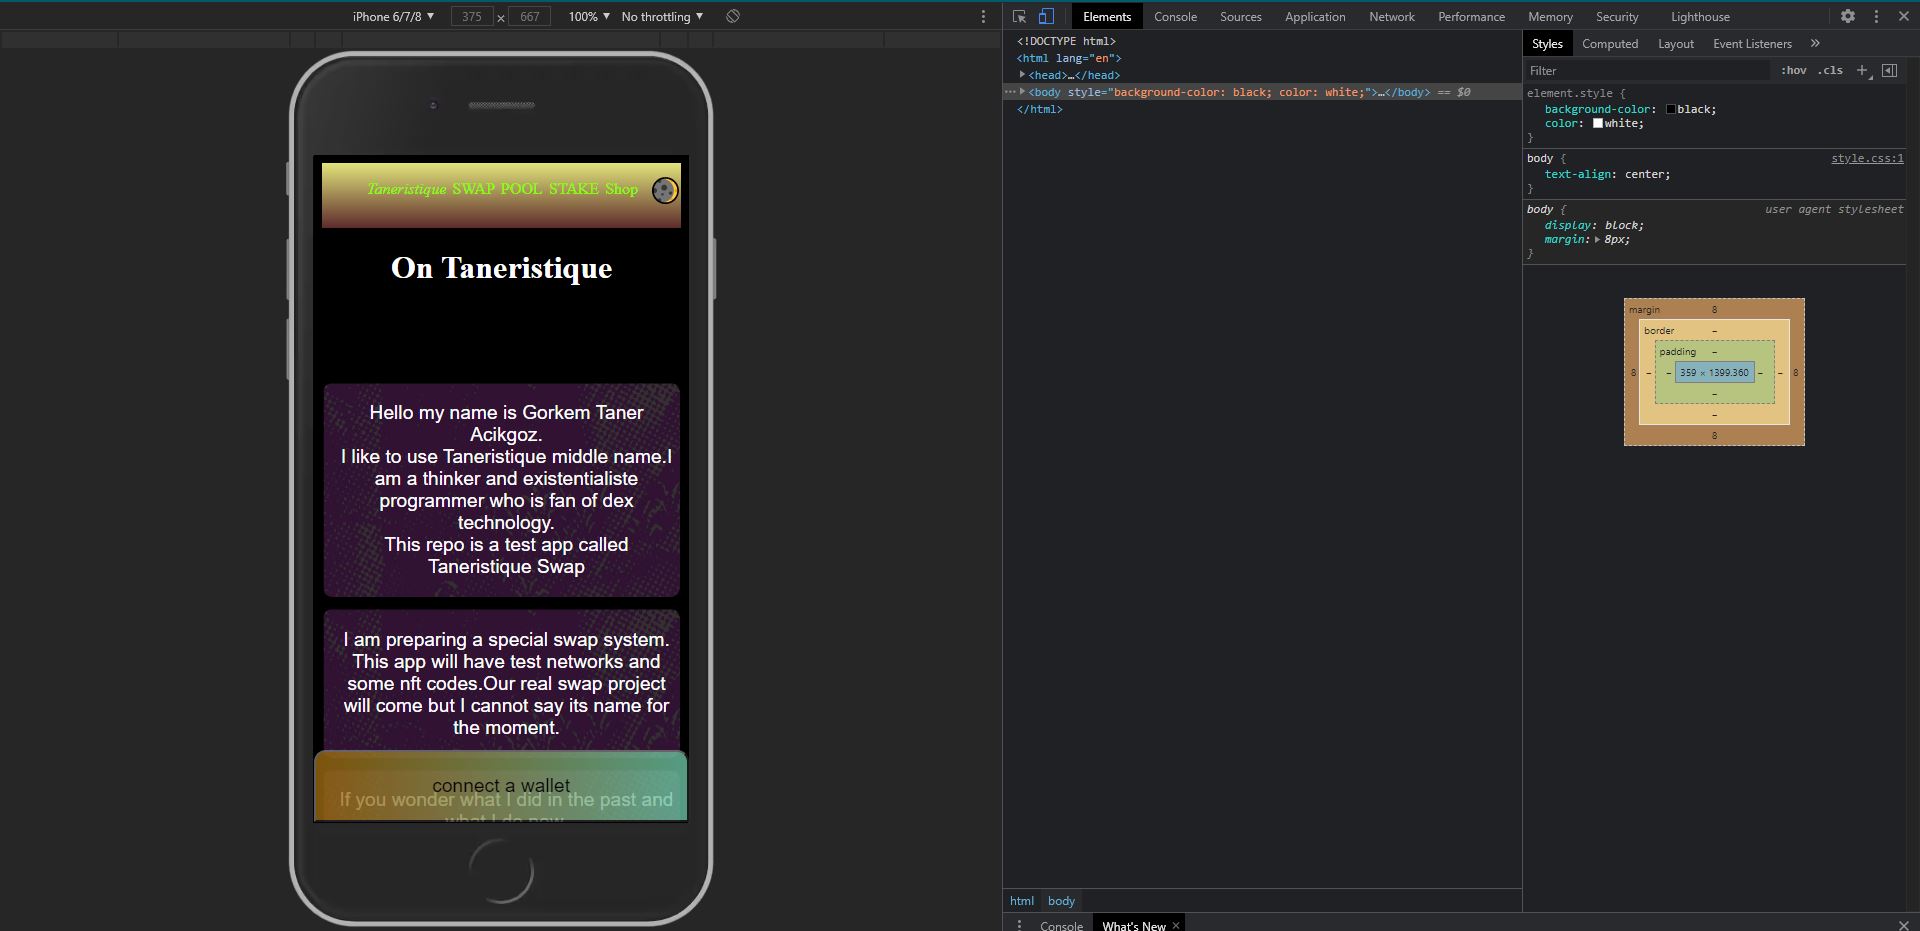 iPhone 6/7/8 ▼ 375 × 667 100% ▼ No throttling ▼
Elements Console Sources Application Network Performance Memory Security Lighthouse
Taneristique SWAP POOL STAKE Shop
On Taneristique
Hello my name is Gorkem Taner
Acikgoz.
I like to use Taneristique middle name.I
am a thinker and existentialiste
programmer who is fan of dex
technology.
This repo is a test app called
Taneristique Swap
I am preparing a special swap system.
This app will have test networks and
some nft codes.Our real swap project
will come but I cannot say its name for
the moment.
connect a wallet
If you wonder what I did in the past and
what I do now
<!DOCTYPE html>
<html lang="en">
<head>…</head>
<body style="background-color: black; color: white;">…</body> == $0
</html>
html body
Console What's New ×
Styles Computed Layout Event Listeners »
Filter :hov .cls +
element.style {
background-color: black;
color: white;
}
body { style.css:1
text-align: center;
}
body { user agent stylesheet
display: block;
margin: 8px;
}
margin 8
border –
padding –
8 – – 359 × 1399.360 – – 8
–
–
8